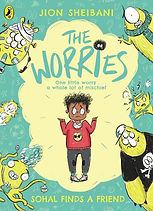 JION SHEIBANI
THE
WORRIES
One little worry
a whole lot of mischief
SOHAL FINDS A FRIEND